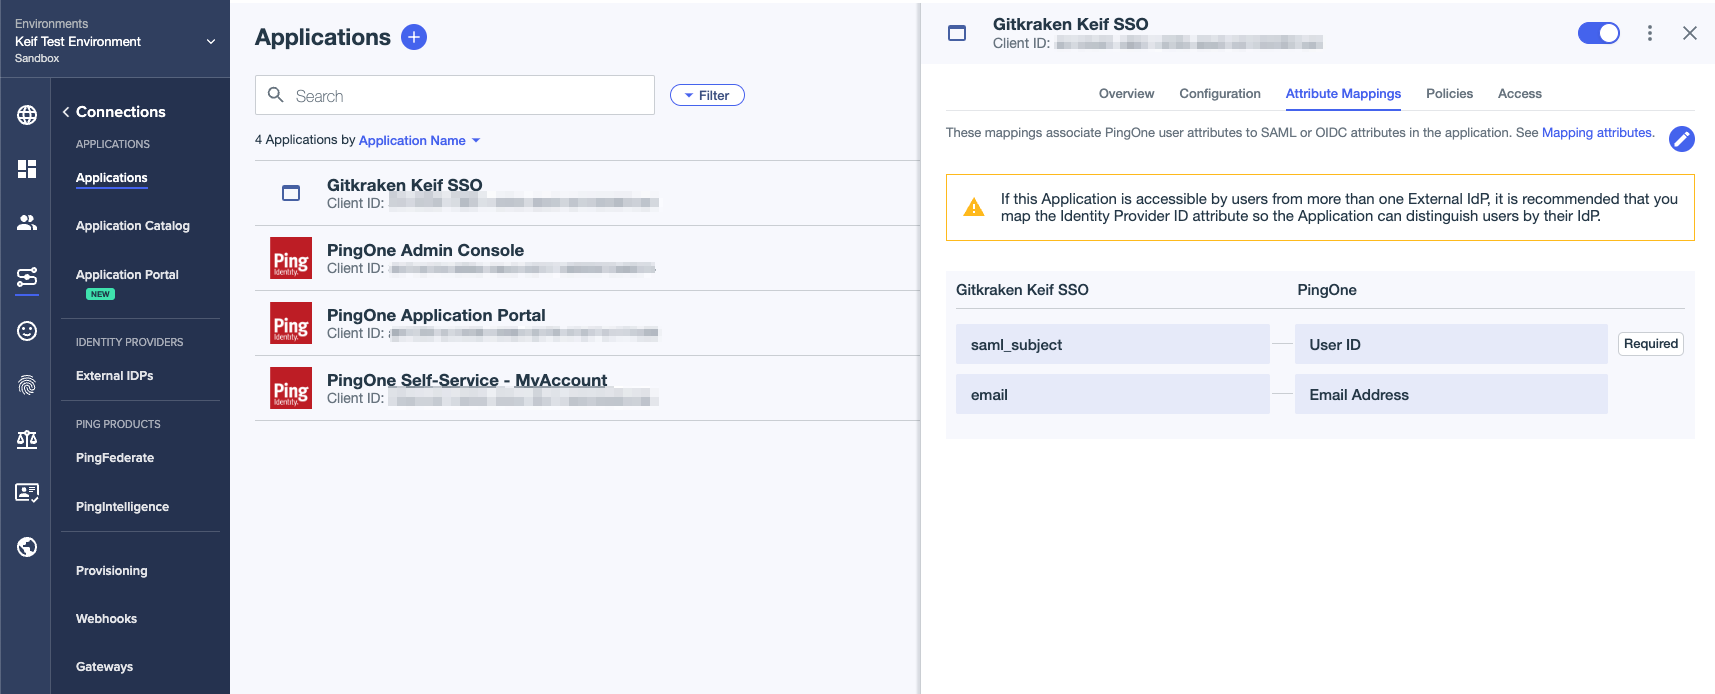 Environments
Keif Test Environment
Sandbox
Connections
APPLICATIONS
Applications
Application Catalog
Application Portal
NEW
IDENTITY PROVIDERS
External IDPs
PING PRODUCTS
PingFederate
PingIntelligence
Provisioning
Webhooks
Gateways
Applications
Search
Filter
4 Applications by Application Name
Gitkraken Keif SSO
Client ID:
Ping
Identity.
PingOne Admin Console
Client ID:
Ping
Identity.
PingOne Application Portal
Client ID:
Ping
Identity.
PingOne Self-Service - MyAccount
Client ID:
Gitkraken Keif SSO
Client ID:
Overview Configuration Attribute Mappings Policies Access
These mappings associate PingOne user attributes to SAML or OIDC attributes in the application. See Mapping attributes.
If this Application is accessible by users from more than one External IdP, it is recommended that you
map the Identity Provider ID attribute so the Application can distinguish users by their IdP.
Gitkraken Keif SSO PingOne
saml_subject User ID Required
email Email Address